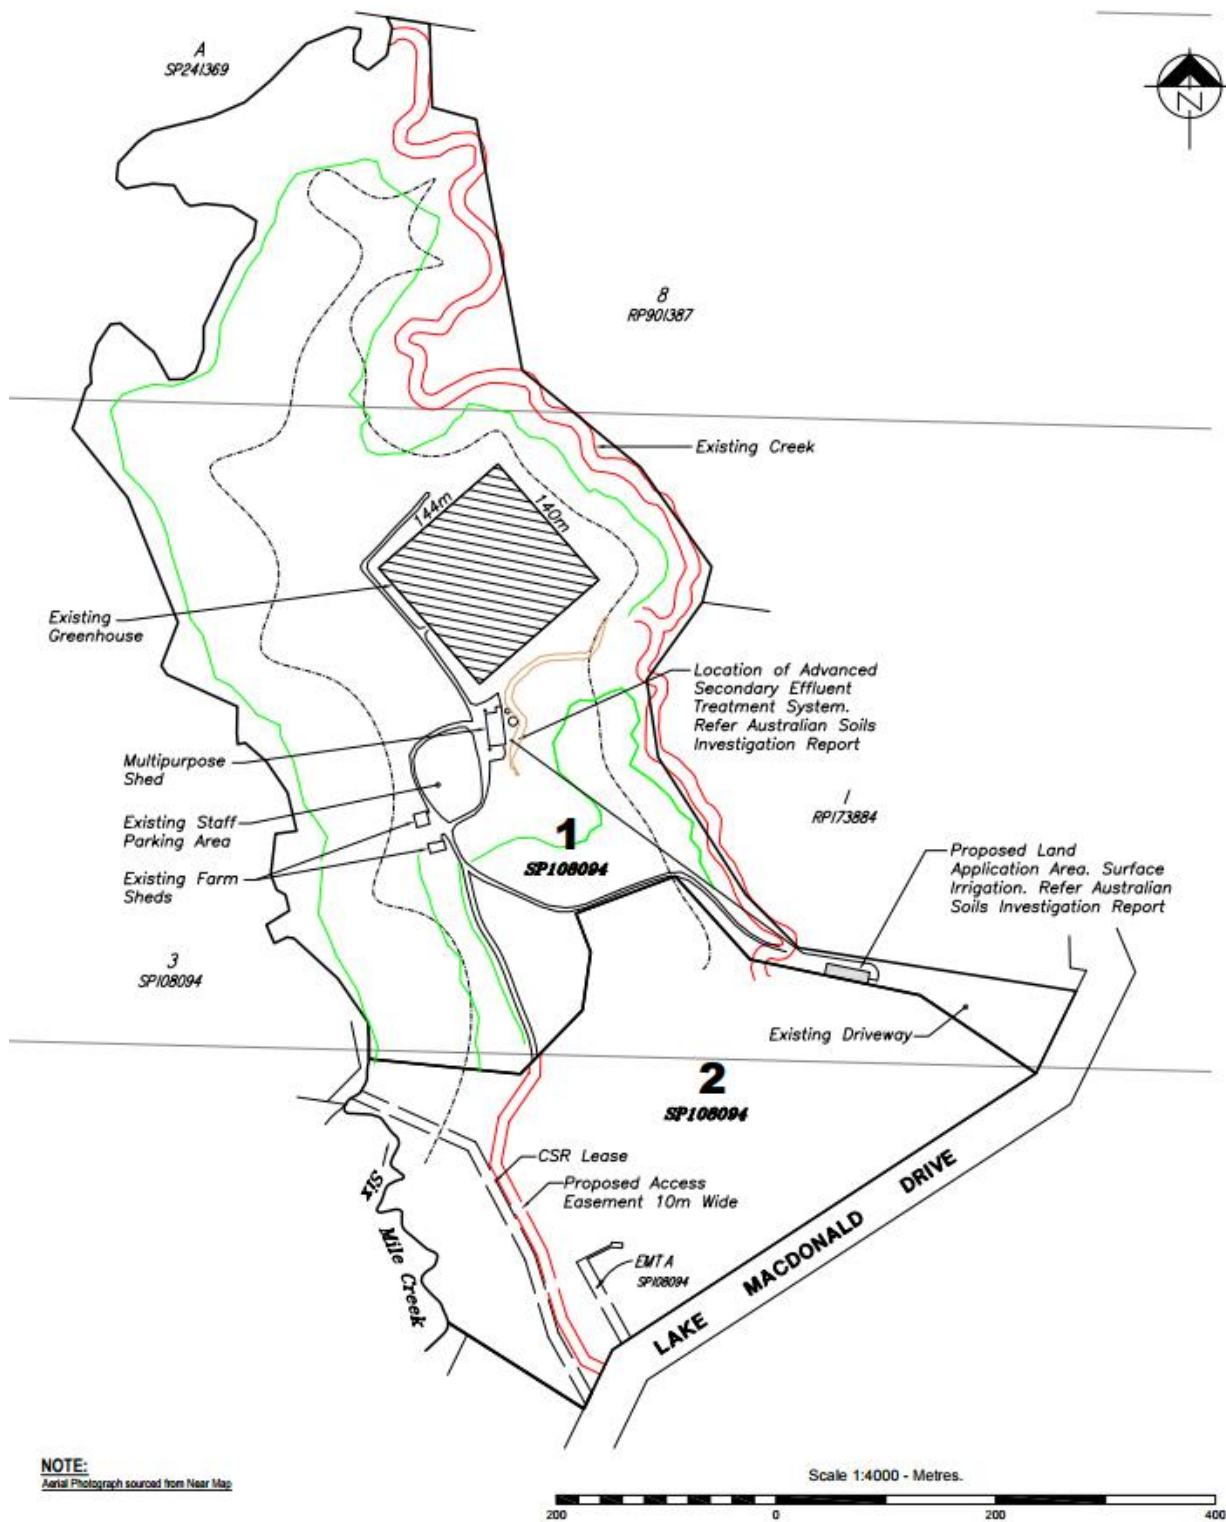 A
SP241369
N
8
RP901387
Existing Creek
144m
140m
Existing
Greenhouse
Location of Advanced
Secondary Effluent
Treatment System.
Refer Australian Soils
Investigation Report
Multipurpose
Shed
Existing Staff
Parking Area
Existing Farm
Sheds
1
SP108094
1
RP173884
Proposed Land
Application Area. Surface
Irrigation. Refer Australian
Soils Investigation Report
3
SP108094
Existing Driveway
2
SP108094
CSR Lease
Proposed Access
Easement 10m Wide
Six Mile Creek
EMT A
SP108094
LAKE MACDONALD DRIVE
NOTE:
Aerial Photograph sourced from Near Map
Scale 1:4000 - Metres.
200 0 200 400